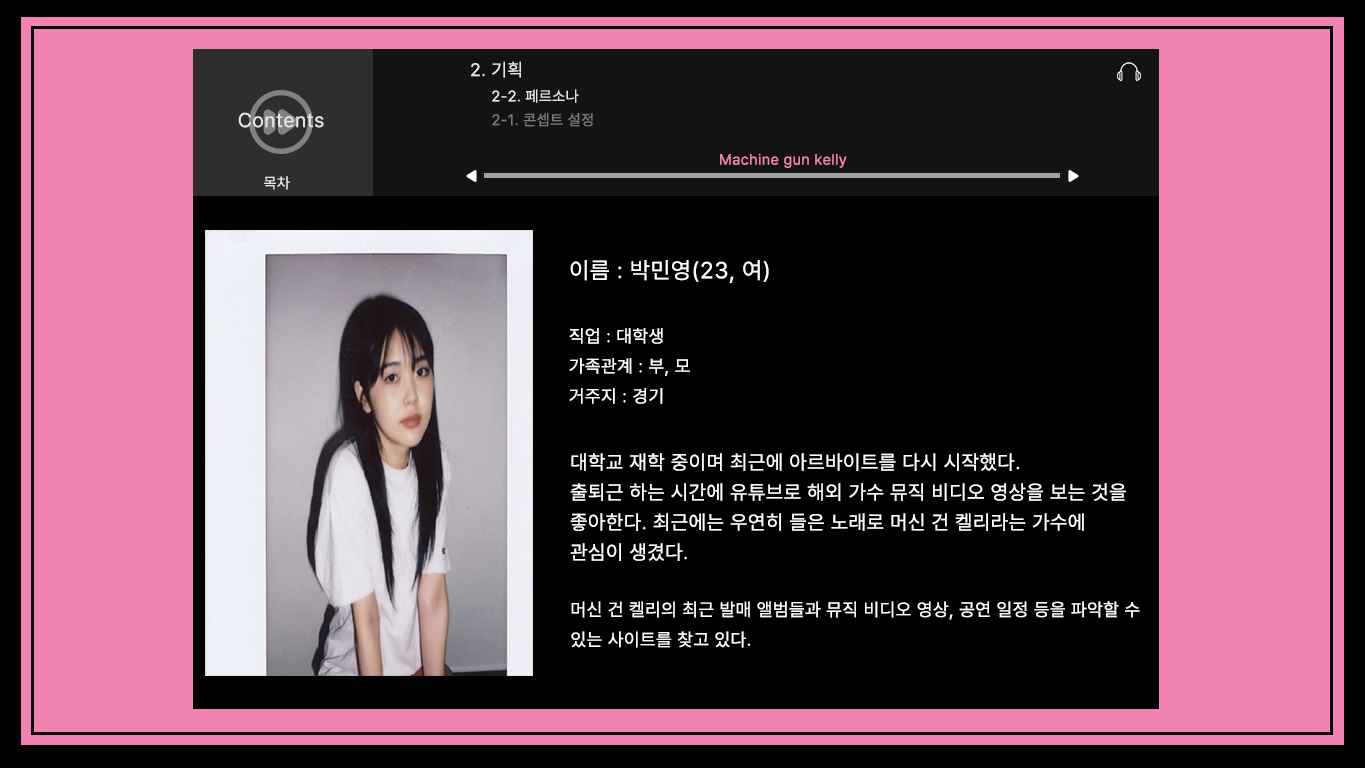 Contents
목차
2. 기획
2-2. 페르소나
2-1. 콘셉트 설정
Machine gun kelly
이름 : 박민영(23, 여)
직업 : 대학생
가족관계 : 부, 모
거주지 : 경기
대학교 재학 중이며 최근에 아르바이트를 다시 시작했다.
출퇴근 하는 시간에 유튜브로 해외 가수 뮤직 비디오 영상을 보는 것을
좋아한다. 최근에는 우연히 들은 노래로 머신 건 켈리라는 가수에
관심이 생겼다.
머신 건 켈리의 최근 발매 앨범들과 뮤직 비디오 영상, 공연 일정 등을 파악할 수
있는 사이트를 찾고 있다.